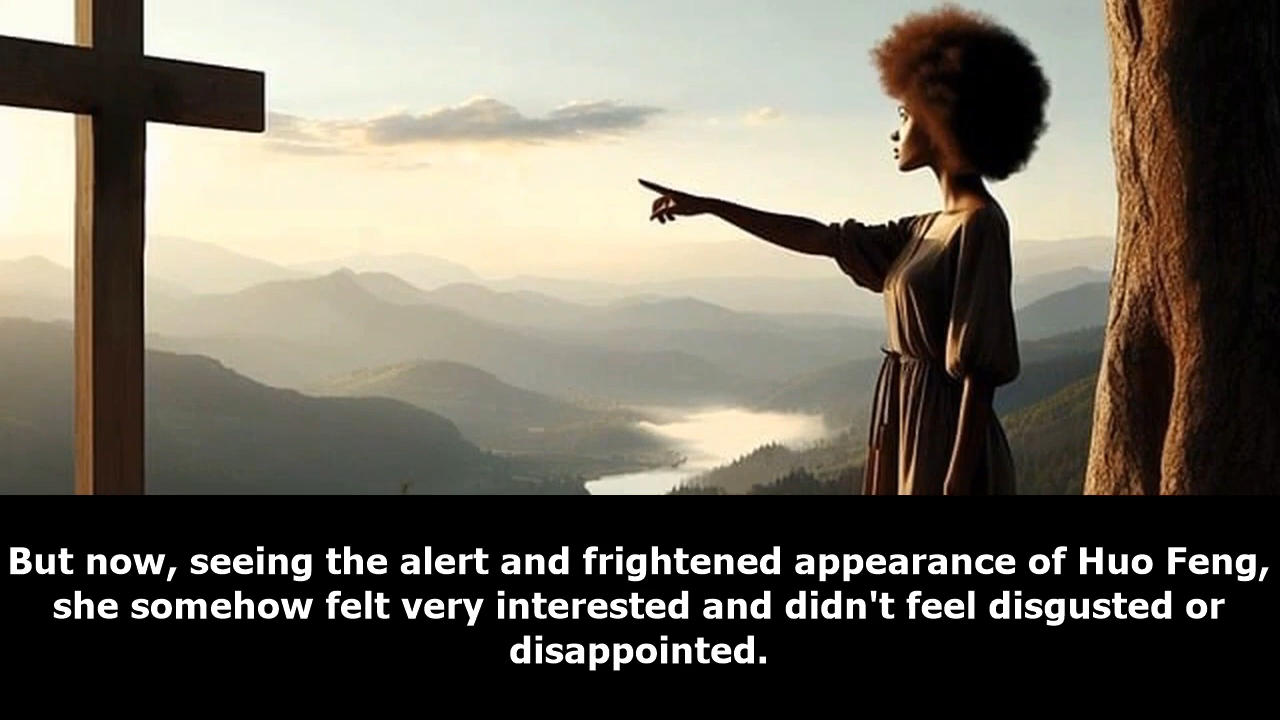 But now, seeing the alert and frightened appearance of Huo Feng,
she somehow felt very interested and didn't feel disgusted or
disappointed.